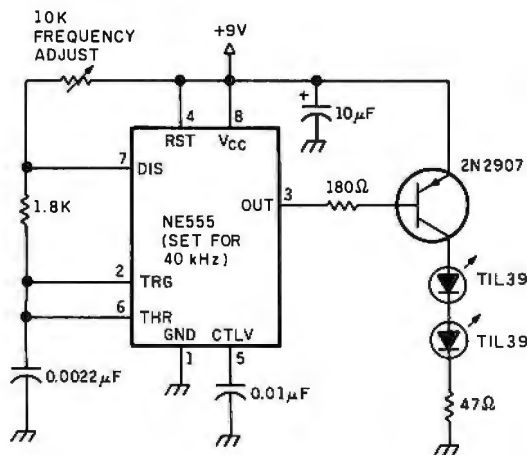 10K
FREQUENCY
ADJUST
+9V
4
8
RST
VCC
+
10µF
7
DIS
2N2907
3
180Ω
OUT
1.8K
NE555
(SET FOR
40 kHz)
2
TRG
TIL39
6
THR
GND
CTLV
TIL39
1
5
0.0022µF
0.01µF
47Ω